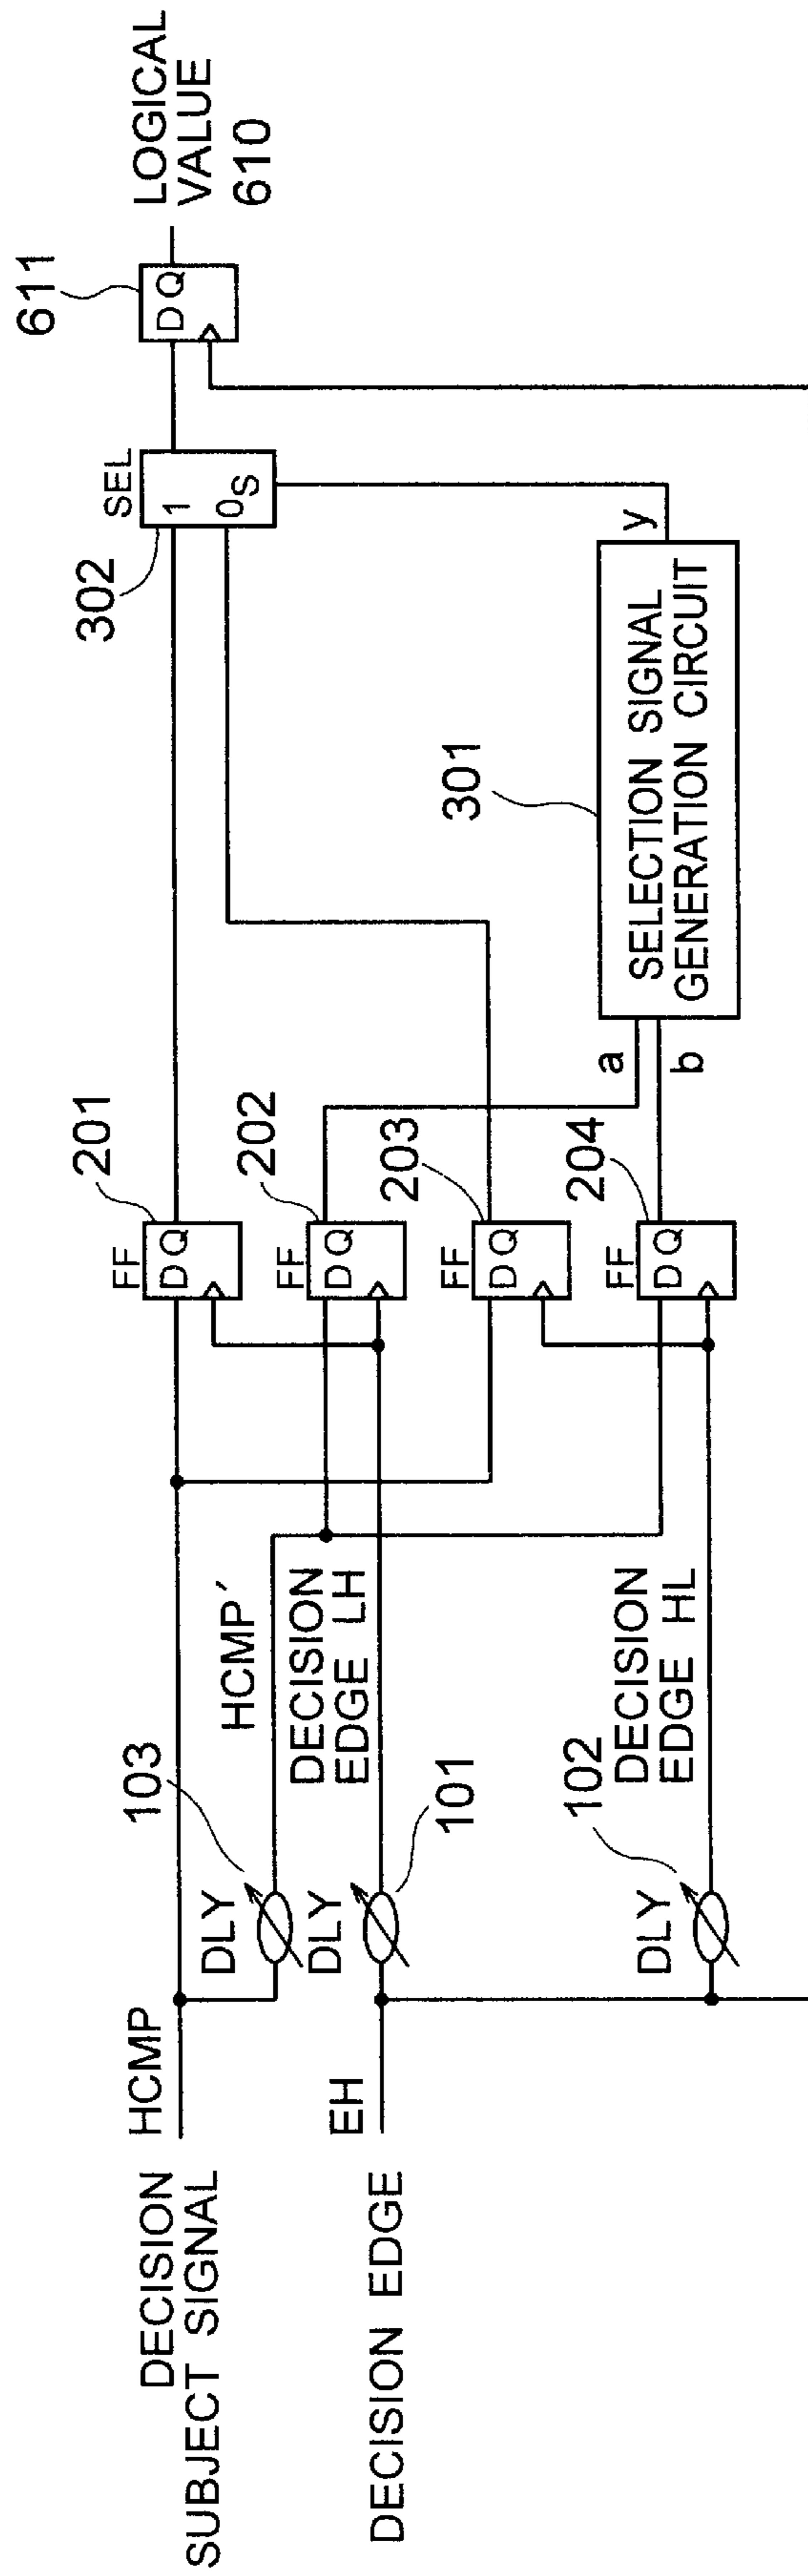 DECISION
SUBJECT SIGNAL
HCMP
DECISION EDGE
EH
DLY
103
HCMP′
DLY
101
DECISION
EDGE LH
DLY
102
DECISION
EDGE HL
FF
D Q
201
FF
D Q
202
FF
D Q
203
FF
D Q
204
a
b
301
SELECTION SIGNAL
GENERATION CIRCUIT
y
302
SEL
1
0
S
611
D Q
LOGICAL
VALUE
610